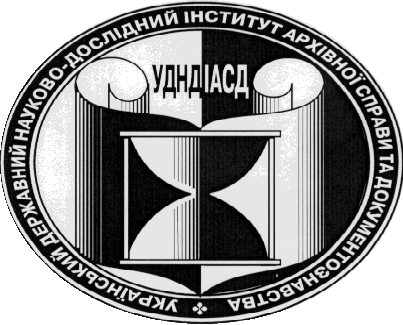 УКРАЇНСЬКИЙ ДЕРЖАВНИЙ НАУКОВО-ДОСЛІДНИЙ ІНСТИТУТ АРХІВНОЇ СПРАВИ ТА ДОКУМЕНТОЗНАВСТВА
УДНДІАСД